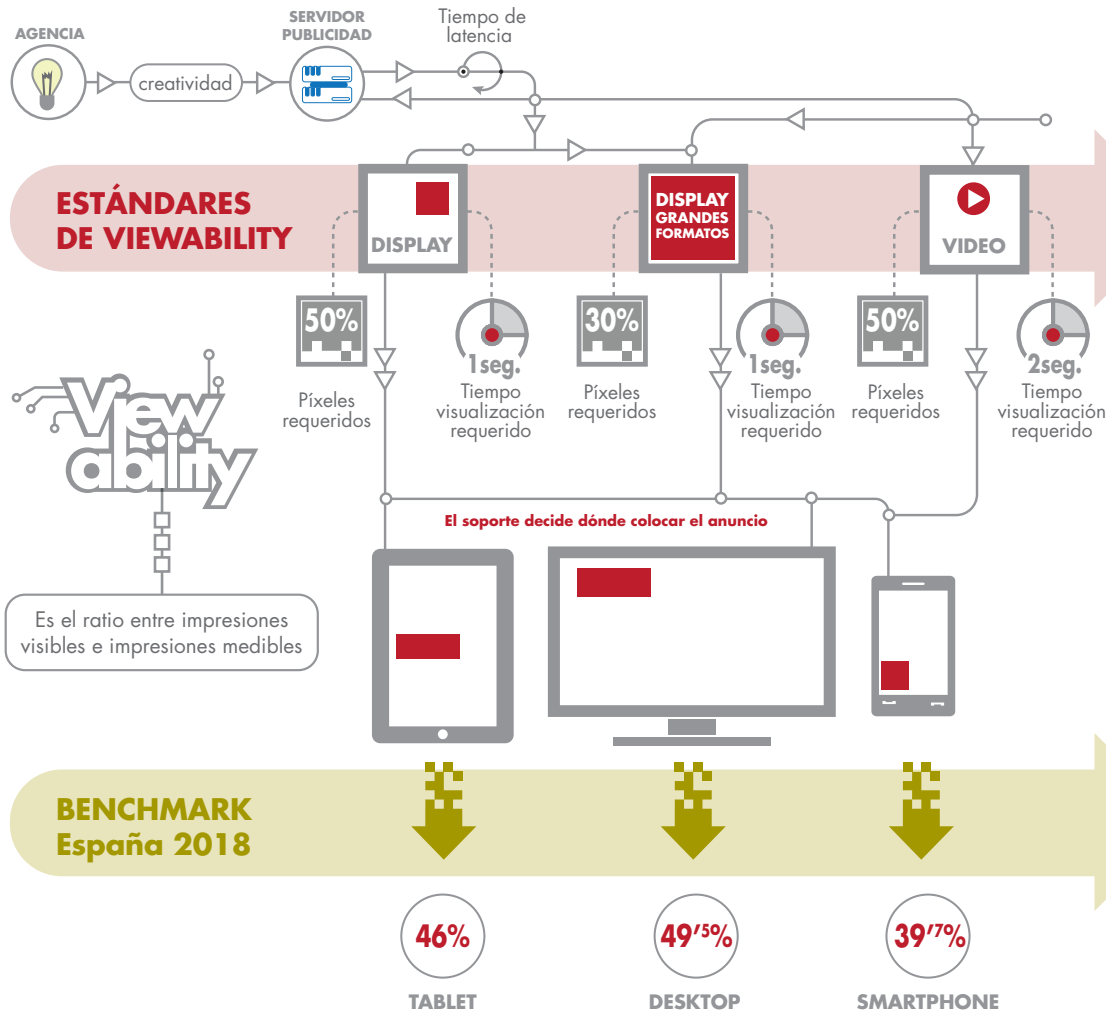 AGENCIA
creatividad
SERVIDOR
PUBLICIDAD
Tiempo de
latencia
ESTÁNDARES
DE VIEWABILITY
DISPLAY
DISPLAY
GRANDES
FORMATOS
VIDEO
50%
Píxeles
requeridos
1seg.
Tiempo
visualización
requerido
30%
Píxeles
requeridos
1seg.
Tiempo
visualización
requerido
50%
Píxeles
requeridos
2seg.
Tiempo
visualización
requerido
View
ability
Es el ratio entre impresiones
visibles e impresiones medibles
El soporte decide dónde colocar el anuncio
BENCHMARK
España 2018
46%
TABLET
49'5%
DESKTOP
39'7%
SMARTPHONE